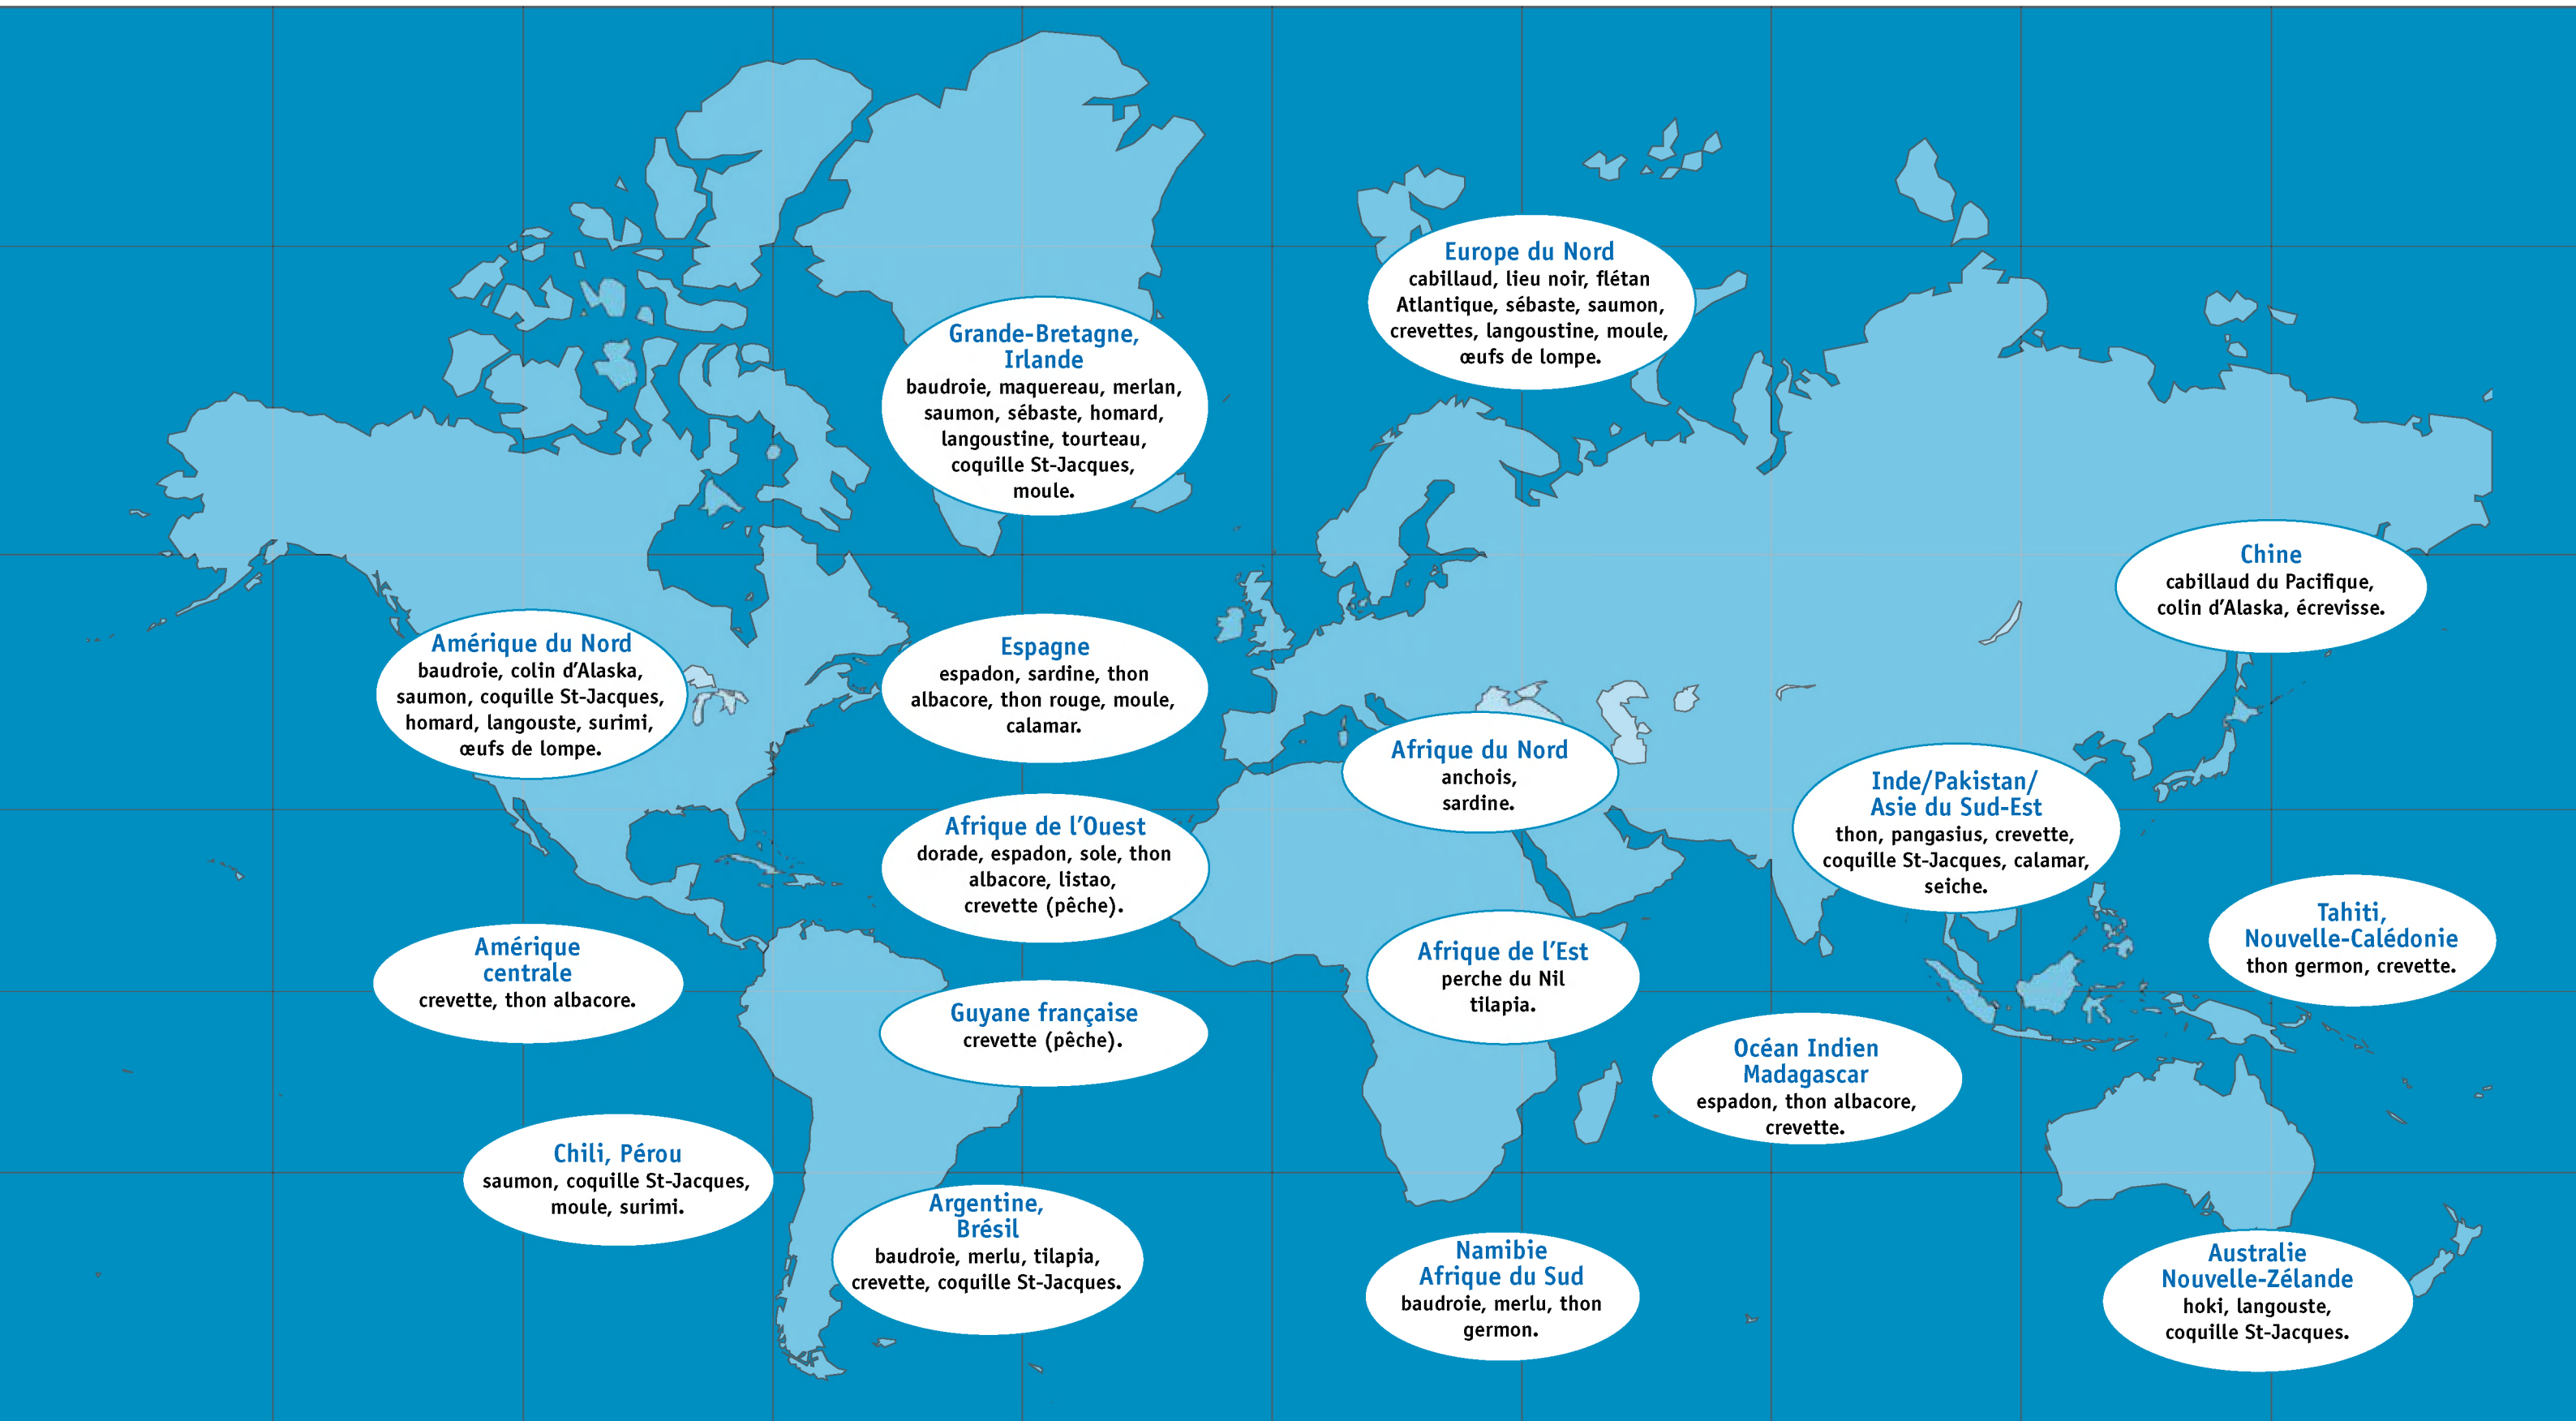 Europe du Nord
cabillaud, lieu noir, flétan
Atlantique, sébaste, saumon,
crevettes, langoustine, moule,
œufs de lompe.
Grande-Bretagne,
Irlande
baudroie, maquereau, merlan,
saumon, sébaste, homard,
langoustine, tourteau,
coquille St-Jacques,
moule.
Chine
cabillaud du Pacifique,
colin d'Alaska, écrevisse.
Amérique du Nord
baudroie, colin d'Alaska,
saumon, coquille St-Jacques,
homard, langouste, surimi,
œufs de lompe.
Espagne
espadon, sardine, thon
albacore, thon rouge, moule,
calamar.
Afrique du Nord
anchois,
sardine.
Inde/Pakistan/
Asie du Sud-Est
thon, pangasius, crevette,
coquille St-Jacques, calamar,
seiche.
Afrique de l'Ouest
dorade, espadon, sole, thon
albacore, listao,
crevette (pêche).
Tahiti,
Nouvelle-Calédonie
thon germon, crevette.
Amérique
centrale
crevette, thon albacore.
Afrique de l'Est
perche du Nil
tilapia.
Guyane française
crevette (pêche).
Océan Indien
Madagascar
espadon, thon albacore,
crevette.
Chili, Pérou
saumon, coquille St-Jacques,
moule, surimi.
Argentine,
Brésil
baudroie, merlu, tilapia,
crevette, coquille St-Jacques.
Namibie
Afrique du Sud
baudroie, merlu, thon
germon.
Australie
Nouvelle-Zélande
hoki, langouste,
coquille St-Jacques.